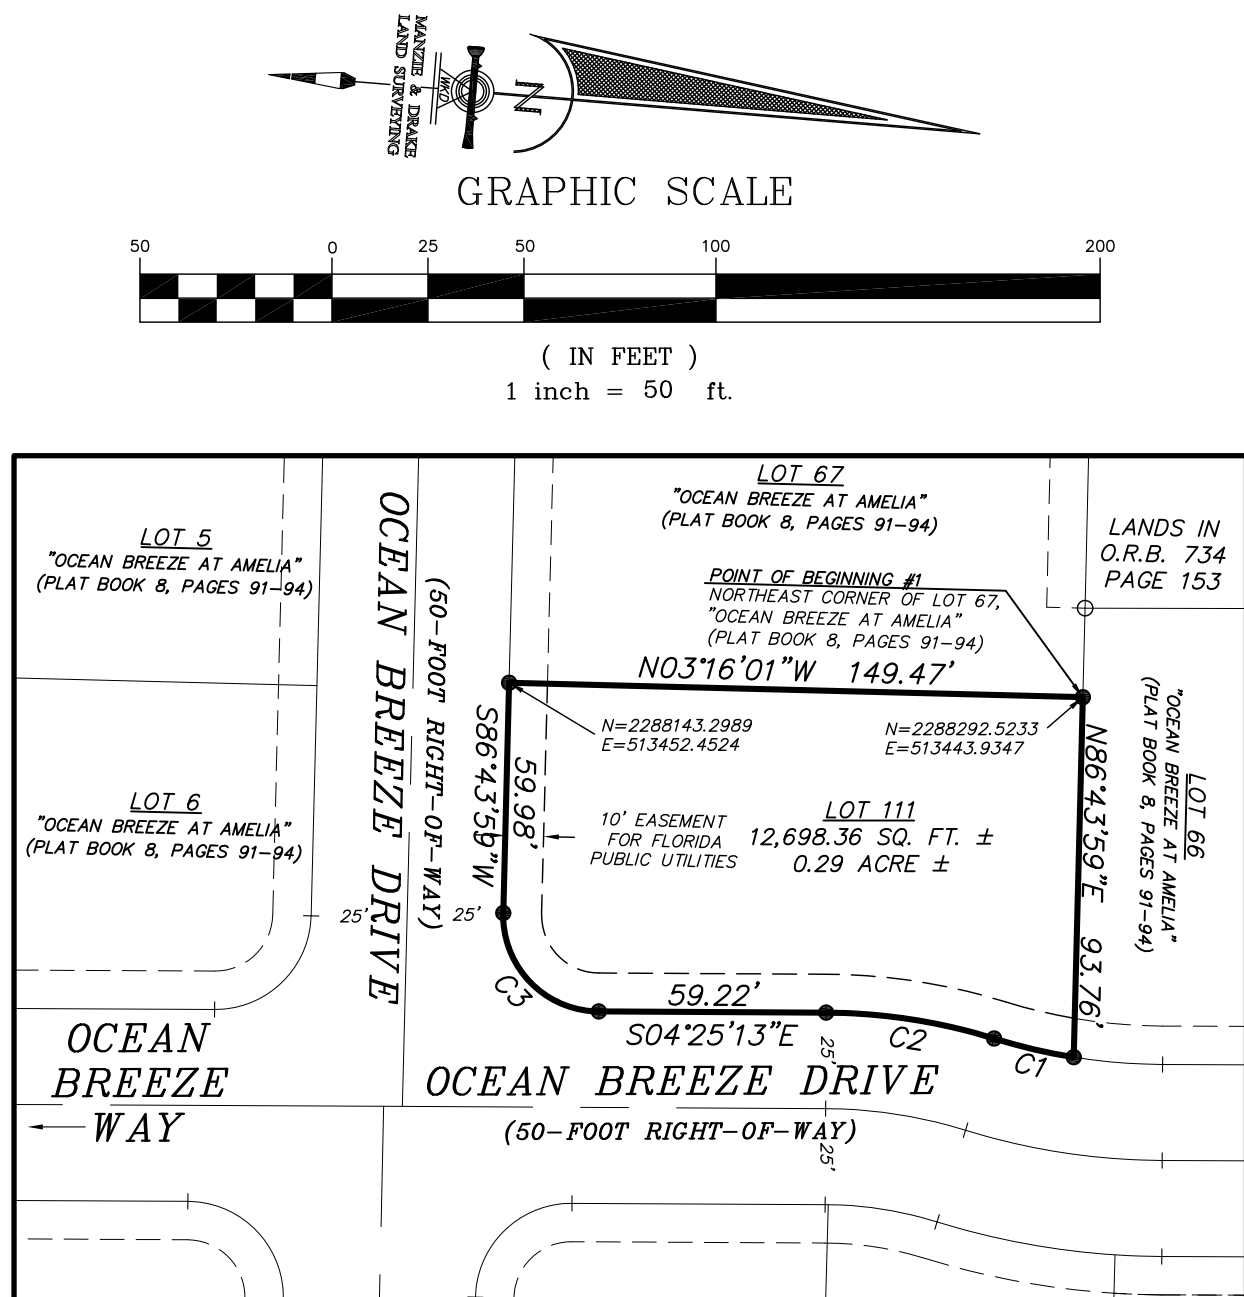 MANZIE & DRAKE
LAND SURVEYING
WKD
N
GRAPHIC SCALE
50 0 25 50 100 200
( IN FEET )
1 inch = 50 ft.
LOT 5
"OCEAN BREEZE AT AMELIA"
(PLAT BOOK 8, PAGES 91-94)
OCEAN BREEZE DRIVE
(50-FOOT RIGHT-OF-WAY)
LOT 67
"OCEAN BREEZE AT AMELIA"
(PLAT BOOK 8, PAGES 91-94)
LANDS IN
O.R.B. 734
PAGE 153
POINT OF BEGINNING #1
NORTHEAST CORNER OF LOT 67,
"OCEAN BREEZE AT AMELIA"
(PLAT BOOK 8, PAGES 91-94)
N03°16'01"W 149.47'
N=2288143.2989
E=513452.4524
N=2288292.5233
E=513443.9347
S86°43'59"W
59.98'
N86°43'59"E 93.76'
LOT 66
"OCEAN BREEZE AT AMELIA"
(PLAT BOOK 8, PAGES 91-94)
LOT 6
"OCEAN BREEZE AT AMELIA"
(PLAT BOOK 8, PAGES 91-94)
10' EASEMENT
FOR FLORIDA
PUBLIC UTILITIES
LOT 111
12,698.36 SQ. FT. ±
0.29 ACRE ±
25' 25'
C3
59.22'
S04°25'13"E
25'
C2
C1
OCEAN
BREEZE
WAY
OCEAN BREEZE DRIVE
(50-FOOT RIGHT-OF-WAY)
25'